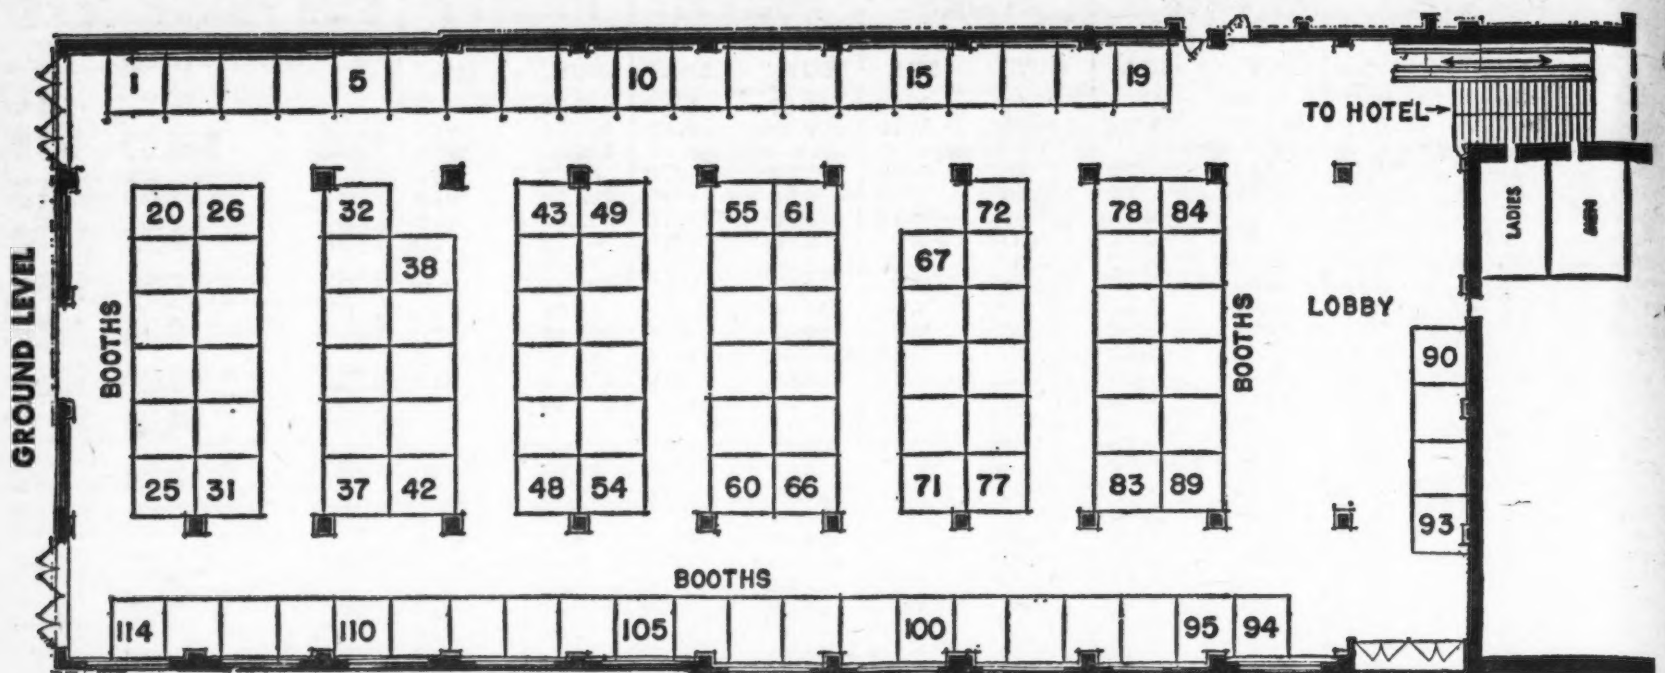 1 5 10 15 19
TO HOTEL
LADIES
MEN
20 26 32 43 49 55 61 72 78 84
38 67
GROUND LEVEL
BOOTHS
BOOTHS
LOBBY
90
25 31 37 42 48 54 60 66 71 77 83 89
93
BOOTHS
114 110 105 100 95 94